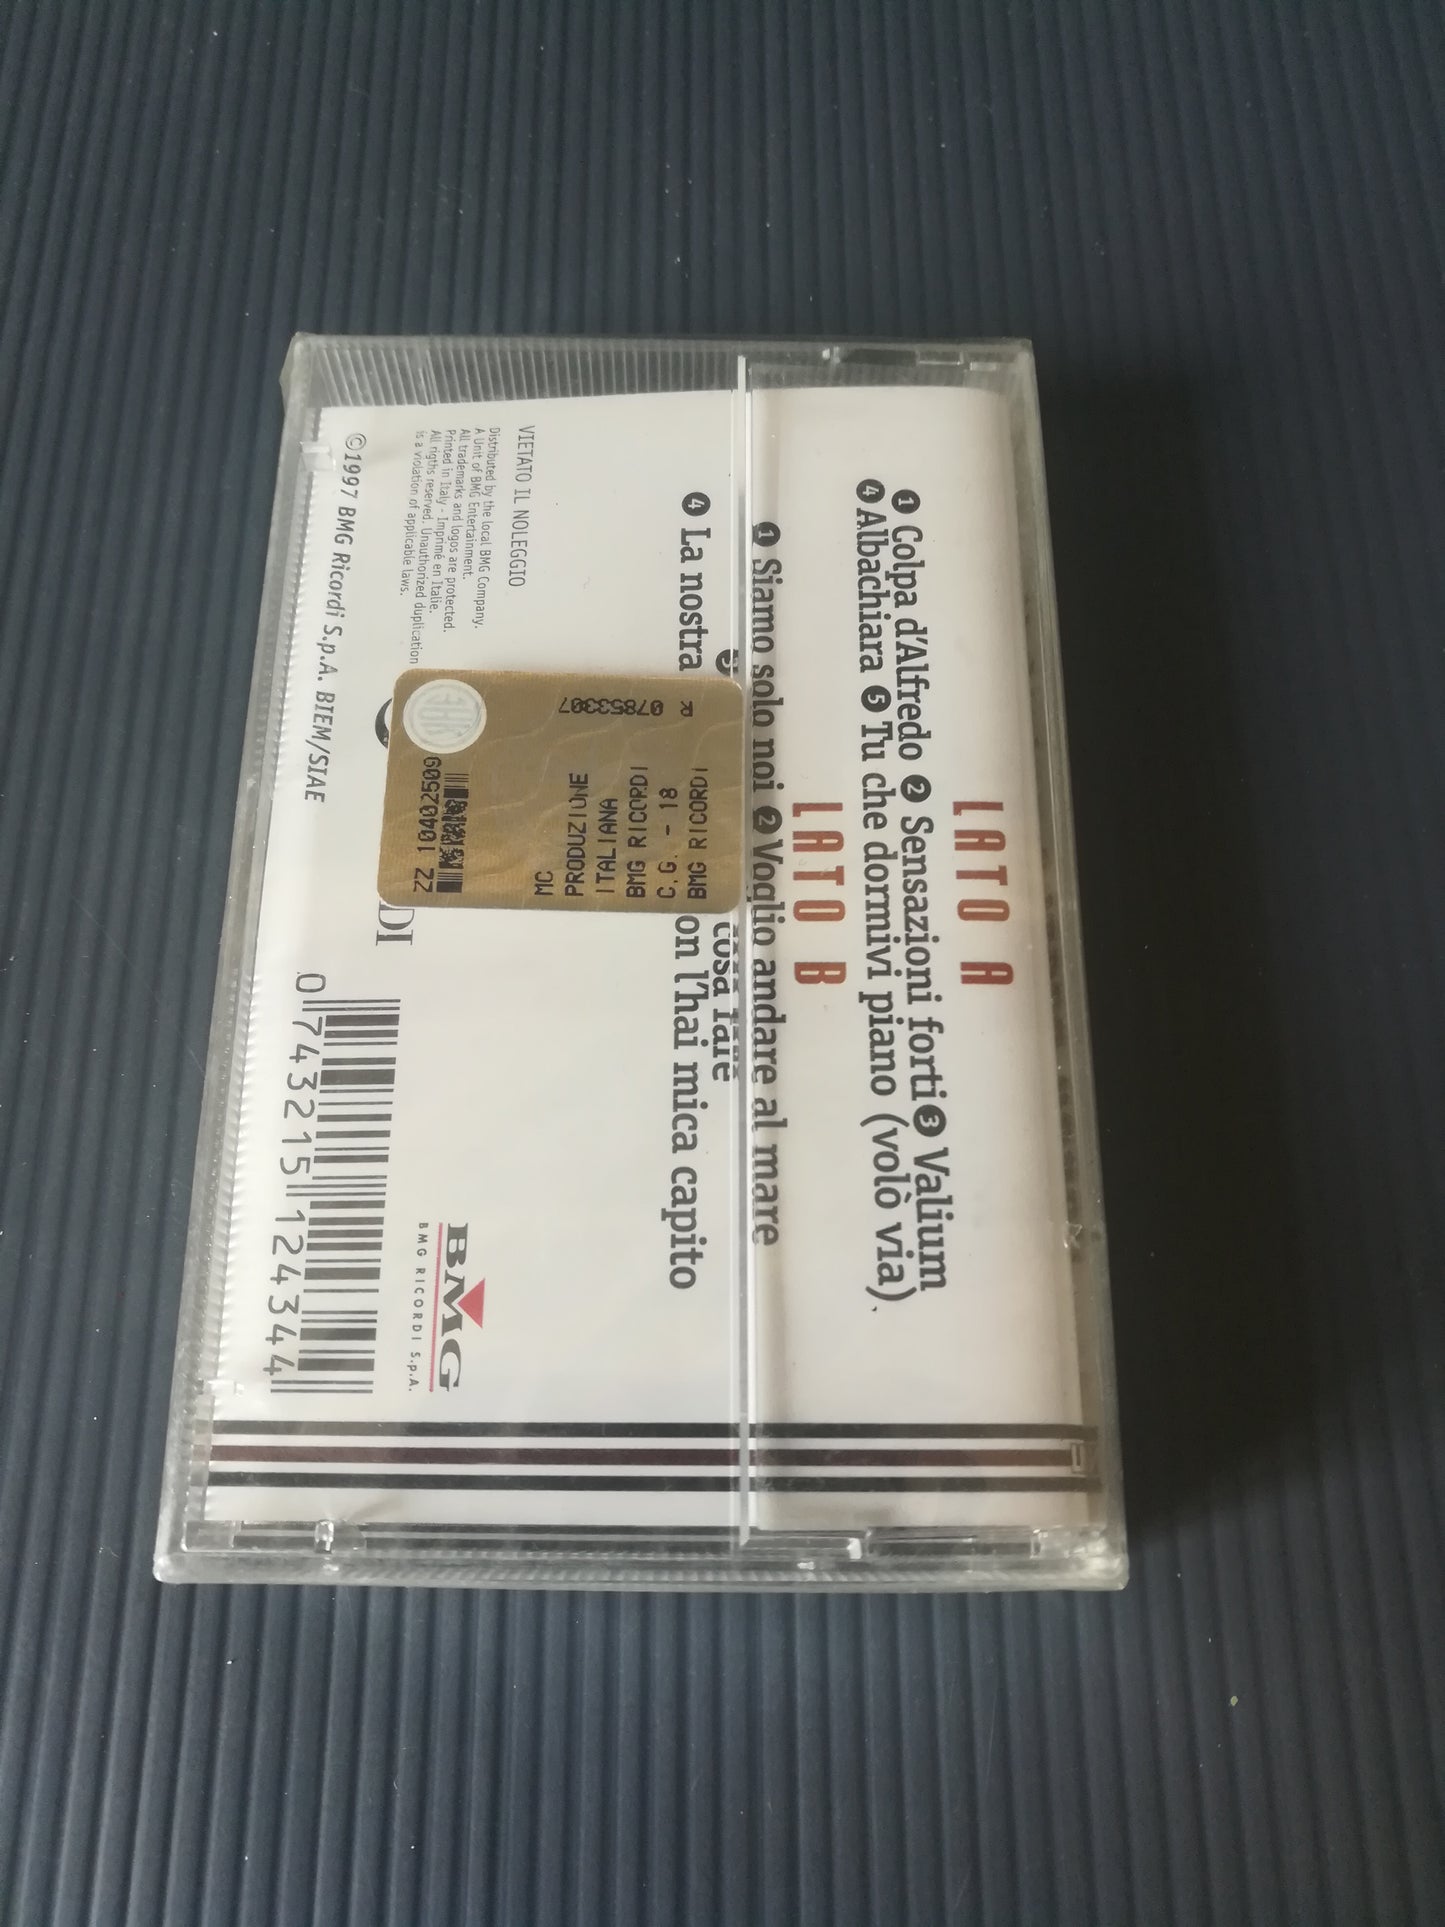 LATO A
1 Colpa d'Alfredo 2 Sensazioni forti 3 Valium
4 Albachiara 5 Tu che dormivi piano (volò via)
LATO B
1 Siamo solo noi 2 Voglio andare al mare
cosa fare
4 La nostra on l'hai mica capito
VIETATO IL NOLEGGIO
Distributed by the local BMG Company.
A Unit of BMG Entertainment.
All trademarks and logos are protected.
Printed in Italy - Imprimé en Italie.
All rigths reserved. Unauthorized duplication
is a violation of applicable laws.
©1997 BMG Ricordi S.p.A. BIEM/SIAE
R 07853307
BMG RICORDI
C.G. - 18
BMG RICORDI
ITALIANA
PRODUZIONE
MC
ZZ 10402509
DI
BMG
BMG RICORDI S.p.A.
0 743215 124344